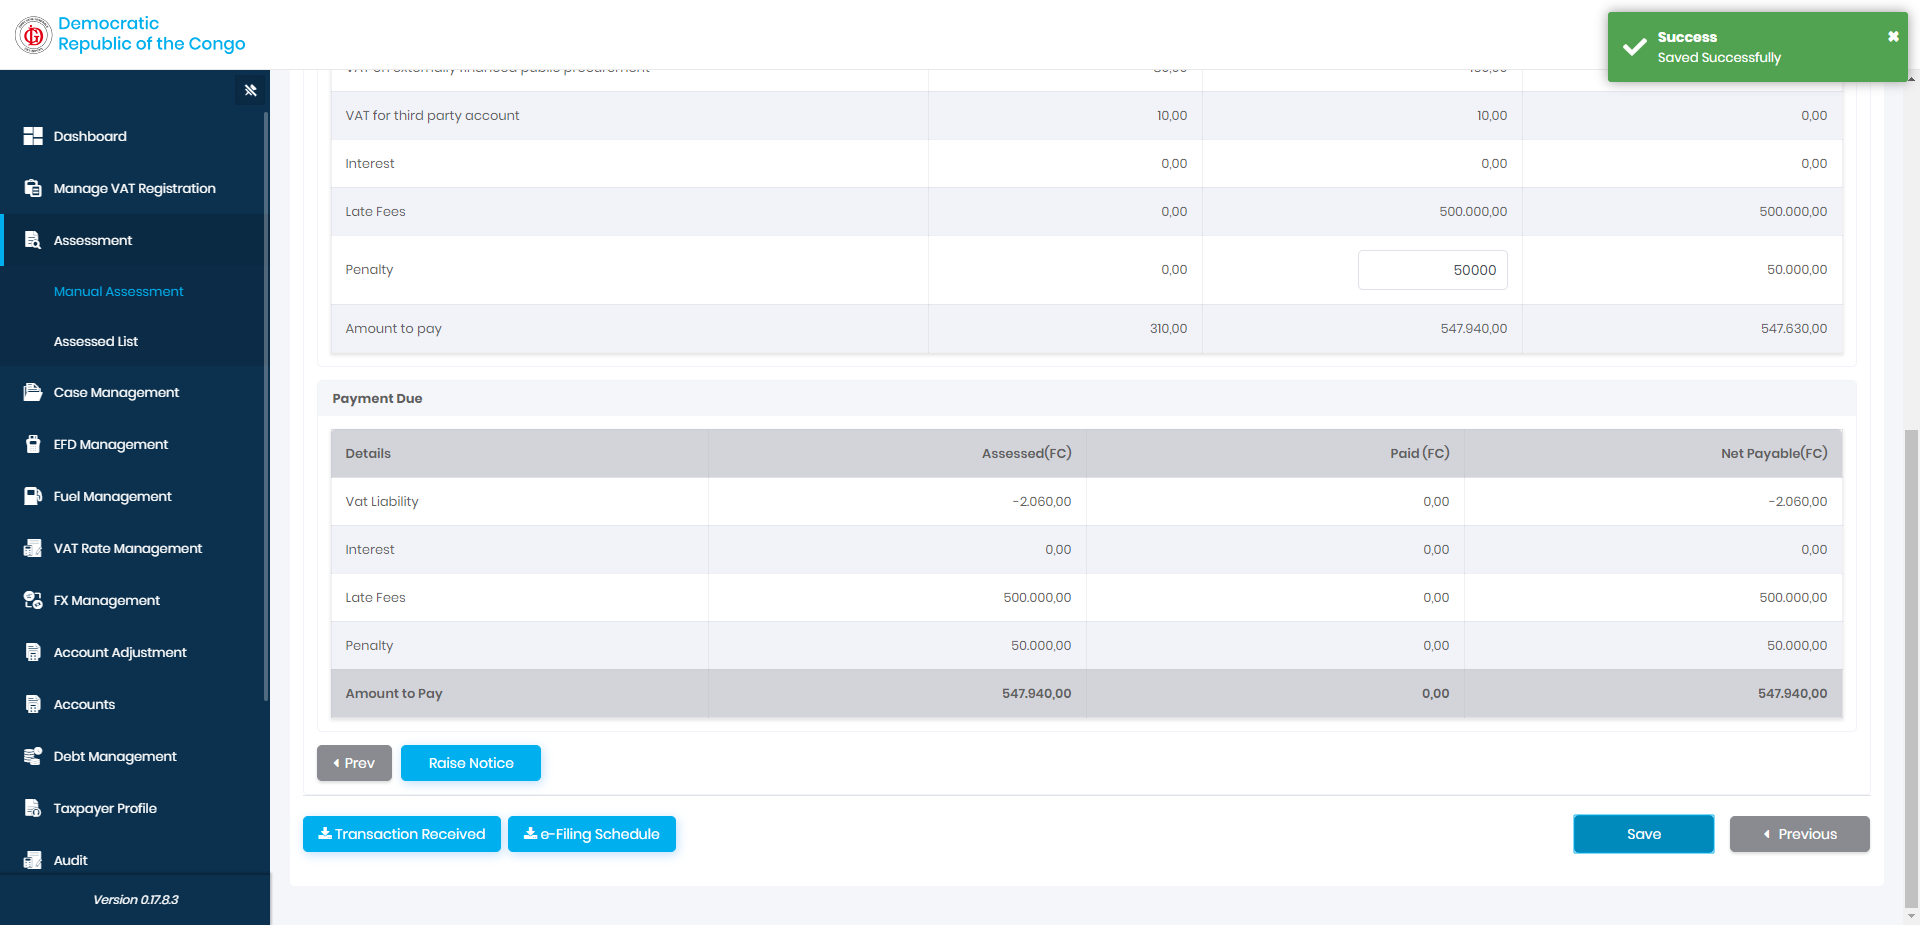 Democratic
Republic of the Congo
Success
Saved Successfully
Dashboard
Manage VAT Registration
Assessment
Manual Assessment
Assessed List
Case Management
EFD Management
Fuel Management
VAT Rate Management
FX Management
Account Adjustment
Accounts
Debt Management
Taxpayer Profile
Audit
Version 0.17.8.3
VAT on externally financed public procurement
VAT for third party account 10,00 10,00 0,00
Interest 0,00 0,00 0,00
Late Fees 0,00 500.000,00 500.000,00
Penalty 0,00 50000 50.000,00
Amount to pay 310,00 547.940,00 547.630,00
Payment Due
Details Assessed(FC) Paid (FC) Net Payable(FC)
Vat Liability -2.060,00 0,00 -2.060,00
Interest 0,00 0,00 0,00
Late Fees 500.000,00 0,00 500.000,00
Penalty 50.000,00 0,00 50.000,00
Amount to Pay 547.940,00 0,00 547.940,00
Prev Raise Notice
Transaction Received e-Filing Schedule Save Previous